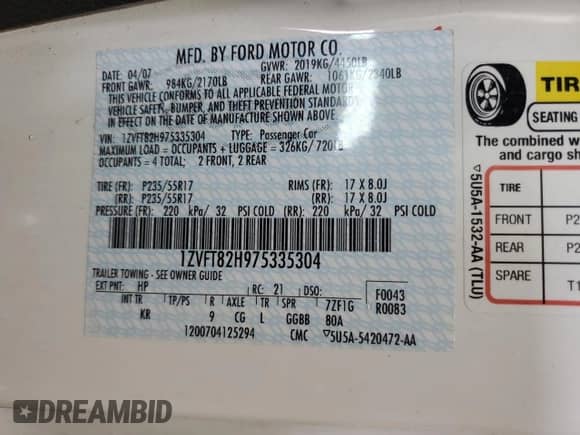 MFD. BY FORD MOTOR CO.
DATE: 04/07 GVWR: 2019KG/4450LB
FRONT GAWR: 984KG/2170LB REAR GAWR: 1061KG/2340LB
THIS VEHICLE CONFORMS TO ALL APPLICABLE FEDERAL MOTOR
VEHICLE SAFETY, BUMPER, AND THEFT PREVENTION STANDARDS
IN EFFECT ON THE DATE OF MANUFACTURE SHOWN ABOVE
VIN: 1ZVFT82H975335304 TYPE: Passenger Car
MAXIMUM LOAD = OCCUPANTS + LUGGAGE = 326KG/720LB
OCCUPANTS = 4 TOTAL; 2 FRONT, 2 REAR
TIRE (FR): P235/55R17 RIMS (FR): 17 X 8.0J
(RR): P235/55R17 (RR): 17 X 8.0J
PRESSURE (FR): 220 kPa/ 32 PSI COLD (RR): 220 kPa/ 32 PSI COLD
1ZVFT82H975335304
TRAILER TOWING - SEE OWNER GUIDE
EXT PNT: HP RC: 21 DSO: F0043
INT TR TP/PS R AXLE TR SPR 7ZF1G R0083
KR 9 CG L GGBB 80A
1200704125294 CMC ▽5U5A-5420472-AA
TIR
SEATING
The combined w
and cargo sh
TIRE
FRONT P2
REAR P2
SPARE T1
▽5U5A-1532-AA (TLU)
DREAMBID